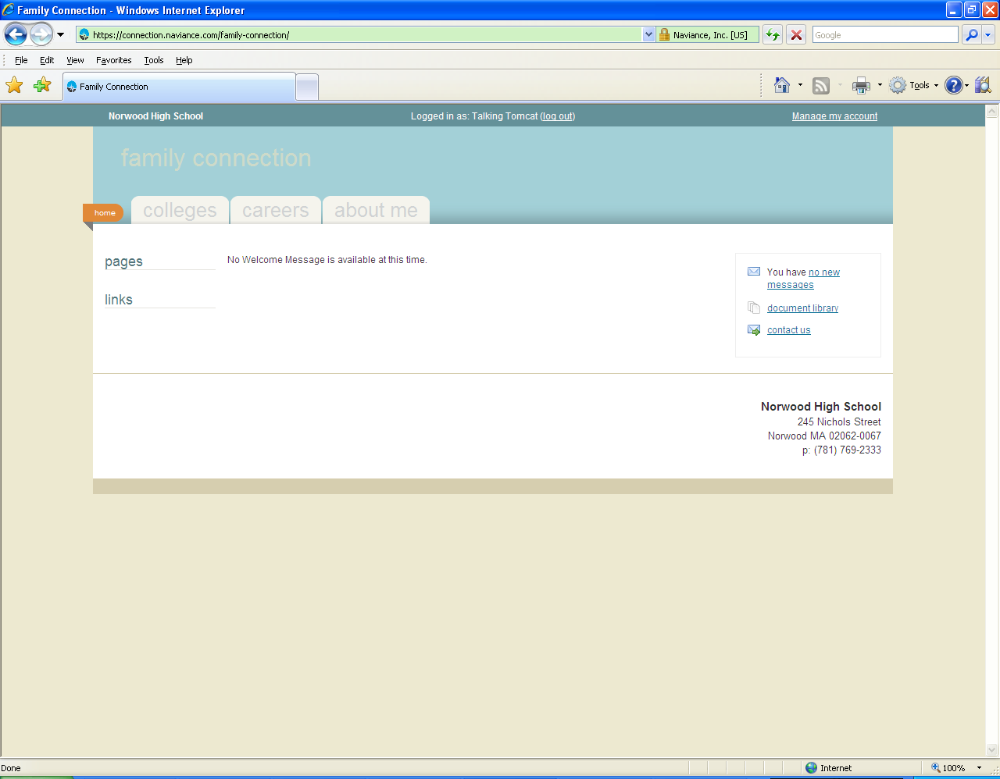 Family Connection - Windows Internet Explorer
https://connection.naviance.com/family-connection/
Naviance, Inc. [US]
Google
File Edit View Favorites Tools Help
Family Connection
Tools
Norwood High School
Logged in as: Talking Tomcat (log out)
Manage my account
family connection
home
colleges
careers
about me
pages
links
No Welcome Message is available at this time.
You have no new
messages
document library
contact us
Norwood High School
245 Nichols Street
Norwood MA 02062-0067
p: (781) 769-2333
Done
Internet
100%